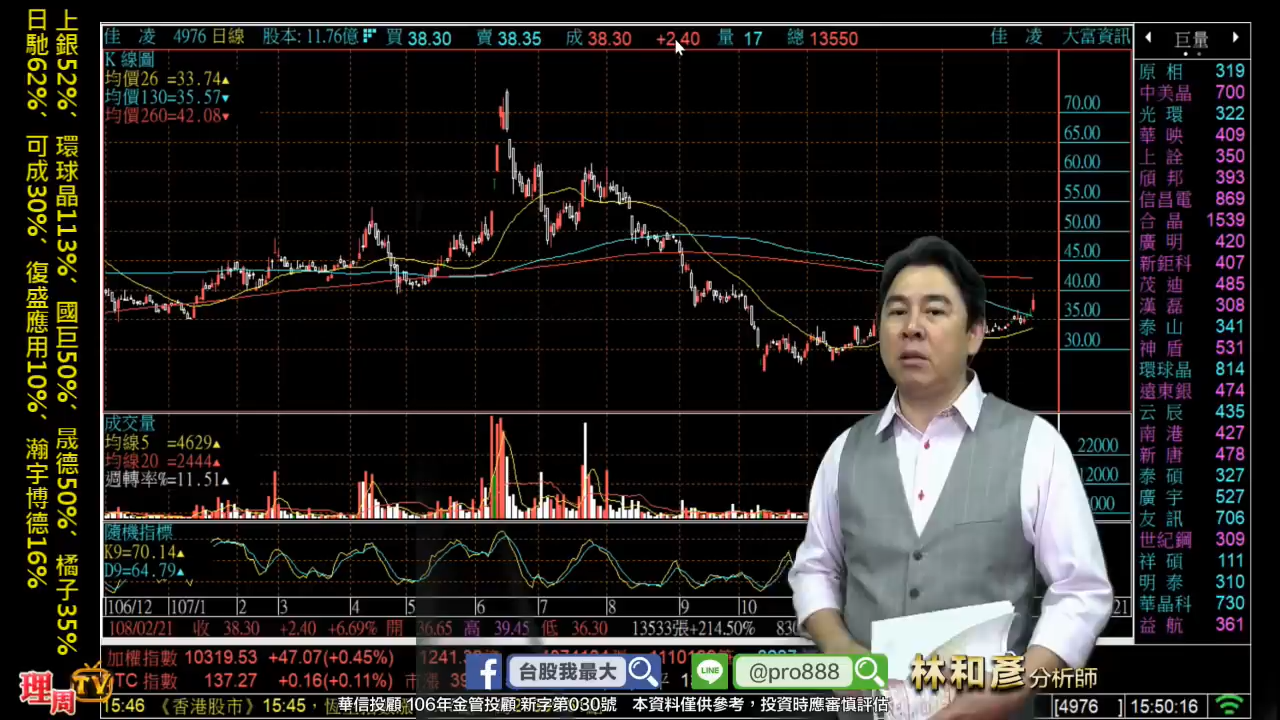 上銀52%、環球晶113%、國巨50%、晟德50%、橘子35%
日馳62%、可成30%、復盛應用10%、瀚宇博德16%
佳 凌 4976 日線 股本: 11.76億 買 38.30 賣 38.35 成 38.30 +2.40 量 17 總 13550 佳 凌 大富資訊
K 線圖
均價26 =33.74▲
均價130=35.57▼
均價260=42.08▼
70.00
65.00
60.00
55.00
50.00
45.00
40.00
35.00
30.00
成交量
均線5 =4629▲
均線20 =2444▲
週轉率%=11.51▲
22000
12000
隨機指標
K9=70.14▲
D9=64.79▲
106/12 107/1 2 3 4 5 6 7 8 9 10
108/02/21 收 38.30 +2.40 +6.69% 開 36.65 高 39.45 低 36.30 13533張+214.50%
巨量
原 相 319
中美晶 700
光 環 322
華 映 409
上 詮 350
頎 邦 393
信昌電 869
合 晶 1539
廣 明 420
新鉅科 407
茂 迪 485
漢 磊 308
泰 山 341
神 盾 531
環球晶 814
遠東銀 474
云 辰 435
南 港 427
新 唐 478
泰 碩 327
廣 宇 527
友 訊 706
世紀鋼 309
祥 碩 111
明 泰 310
華晶科 730
益 航 361
加權指數 10319.53 +47.07(+0.45%)
TC 指數 137.27 +0.16(+0.11%)
理周TV
台股我最大
LINE
@pro888
林和彥 分析師
15:46 《香港股市》 15:45,
華信投顧 106年金管投顧新字第030號 本資料僅供參考，投資時應審慎評估
[4976
15:50:16